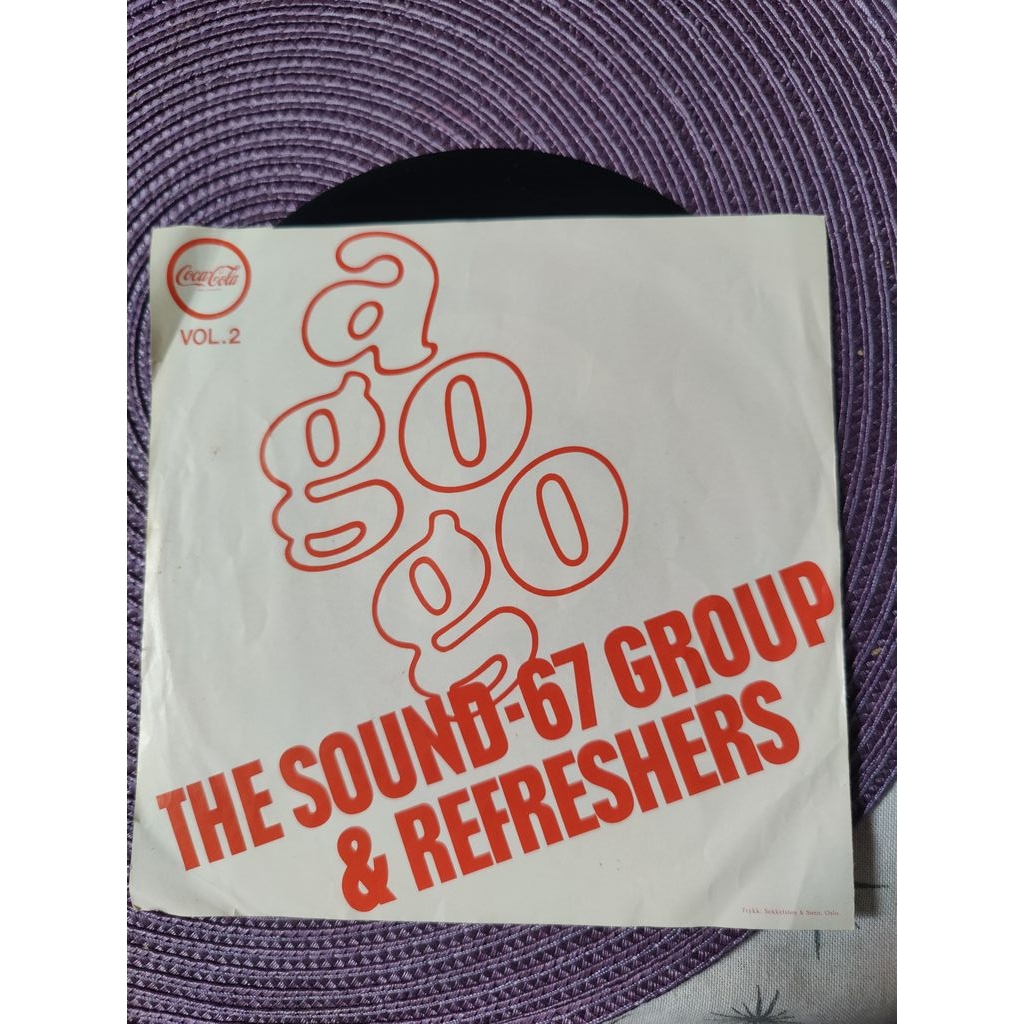 Coca-Cola
VOL.2
a
go
go
THE SOUND-67 GROUP
& REFRESHERS